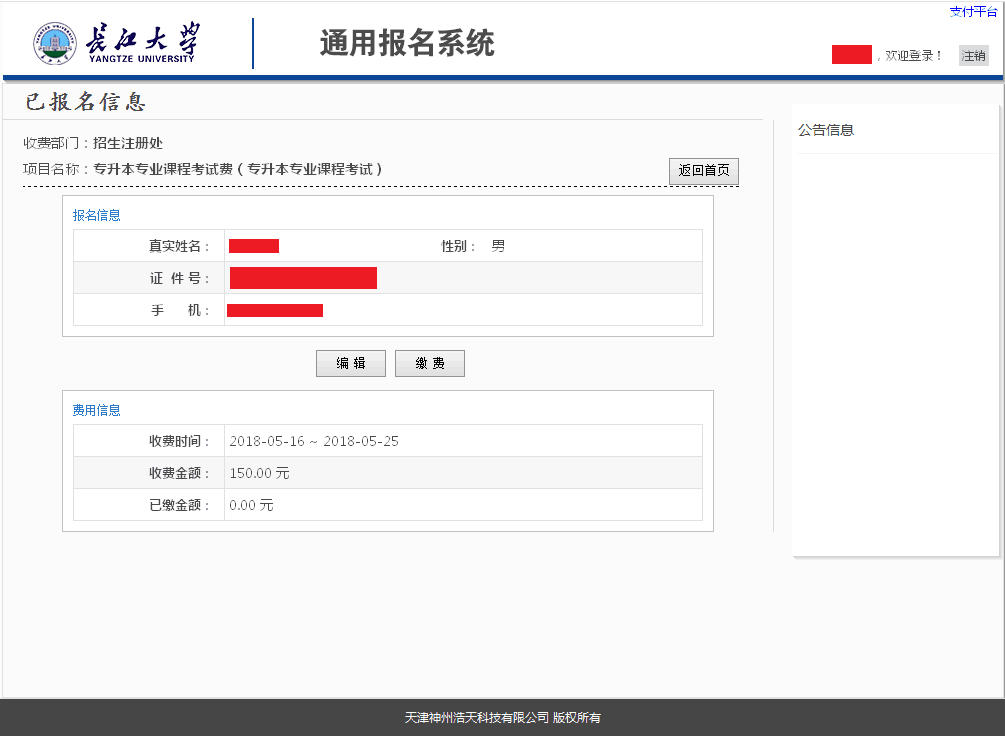 支付平台
长江大学
YANGTZE UNIVERSITY
通用报名系统
，欢迎登录！
注销
已报名信息
公告信息
收费部门：招生注册处
项目名称：专升本专业课程考试费（专升本专业课程考试）
返回首页
报名信息
真实姓名：
性别： 男
证 件 号：
手 机：
编 辑
缴 费
费用信息
收费时间： 2018-05-16 ~ 2018-05-25
收费金额： 150.00 元
已缴金额： 0.00 元
天津神州浩天科技有限公司 版权所有